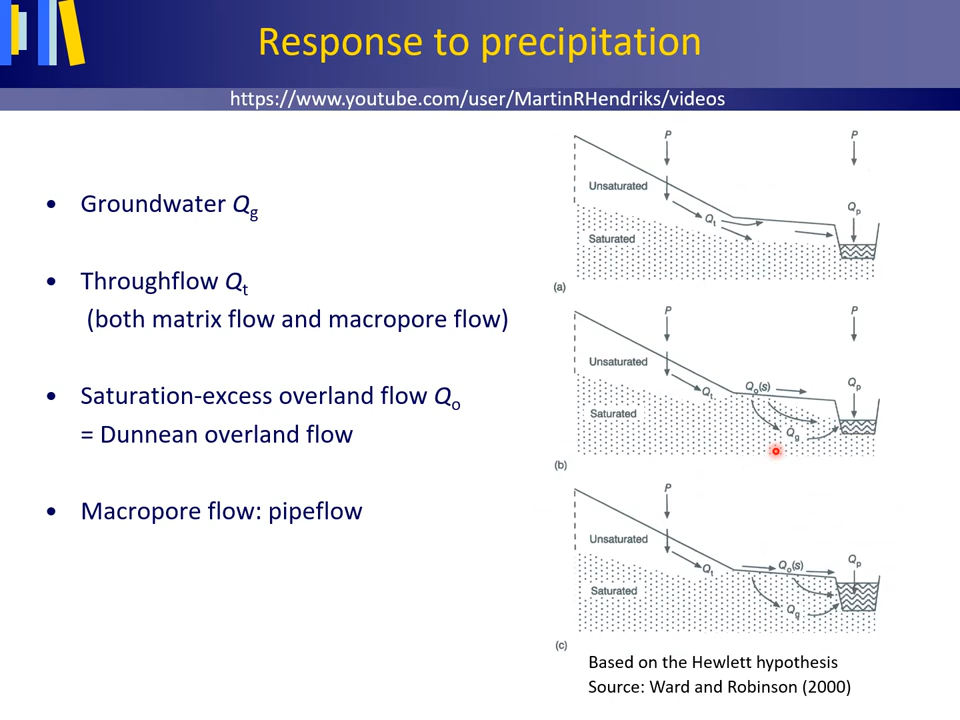 Response to precipitation
https://www.youtube.com/user/MartinRHendriks/videos
• Groundwater Qg
• Throughflow Qt
(both matrix flow and macropore flow)
• Saturation-excess overland flow Qo
= Dunnean overland flow
• Macropore flow: pipeflow
P P
Unsaturated
Qt
Qp
Saturated
(a)
P P
Unsaturated
Qt
Qo(s)
Qp
Saturated
Qg
(b)
P
Unsaturated
Qt
Qo(s)
Qp
Saturated
Qg
(c)
Based on the Hewlett hypothesis
Source: Ward and Robinson (2000)